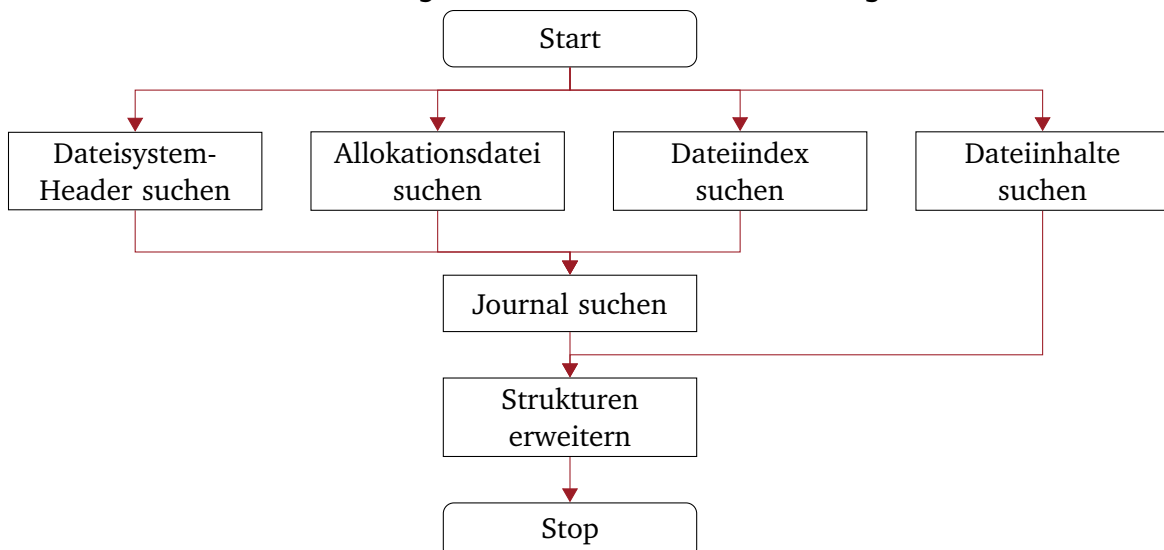 Start
Dateisystem-
Header suchen
Allokationsdatei
suchen
Dateiindex
suchen
Dateiinhalte
suchen
Journal suchen
Strukturen
erweitern
Stop